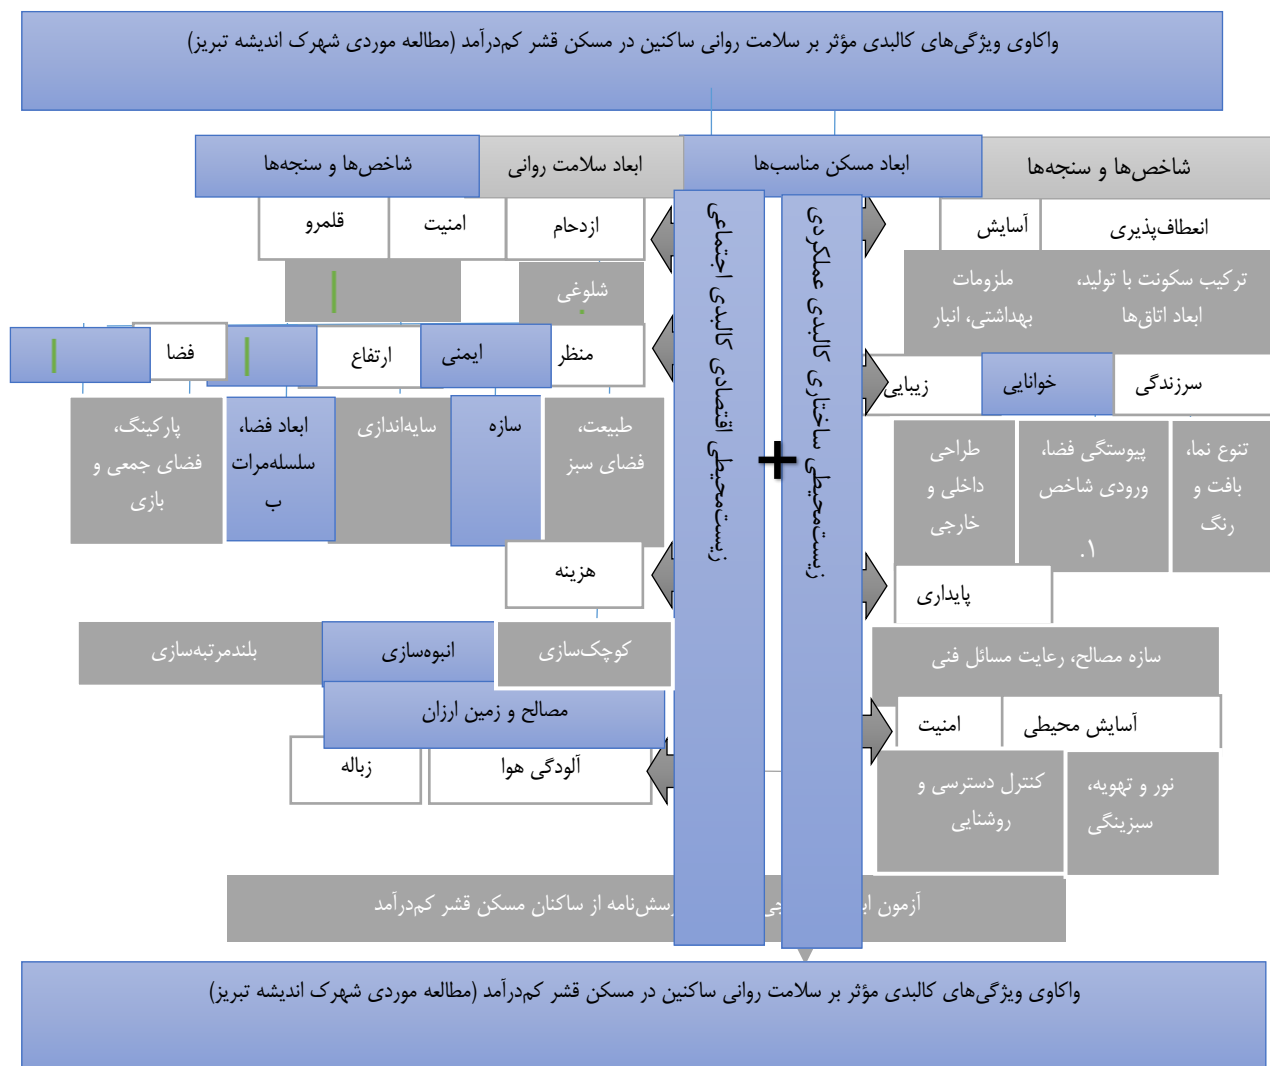 واکاوی ویژگی‌های کالبدی مؤثر بر سلامت روانی ساکنین در مسکن قشر کم‌درآمد (مطالعه موردی شهرک اندیشه تبریز)
شاخص‌ها و سنجه‌ها
ابعاد مسکن مناسب‌ها
ابعاد سلامت روانی
شاخص‌ها و سنجه‌ها
انعطاف‌پذیری
آسایش
ترکیب سکونت با تولید،
ابعاد اتاق‌ها
ملزومات
بهداشتی، انبار
سرزندگی
خوانایی
زیبایی
تنوع نما،
بافت و
رنگ
پیوستگی فضا،
ورودی شاخص
۱.
طراحی
داخلی و
خارجی
پایداری
سازه مصالح، رعایت مسائل فنی
آسایش محیطی
امنیت
نور و تهویه،
سبزینگی
کنترل دسترسی و
روشنایی
زیست‌محیطی ساختاری کالبدی عملکردی
+
زیست‌محیطی اقتصادی کالبدی اجتماعی
ازدحام
امنیت
قلمرو
شلوغی
منظر
ایمنی
ارتفاع
فضا
طبیعت،
فضای سبز
سازه
سایه‌اندازی
ابعاد فضا،
سلسله‌مرات
ب
پارکینگ،
فضای جمعی و
بازی
هزینه
کوچک‌سازی
انبوه‌سازی
بلندمرتبه‌سازی
مصالح و زمین ارزان
آلودگی هوا
زباله
آزمون
از ساکنان مسکن قشر کم‌درآمد
واکاوی ویژگی‌های کالبدی مؤثر بر سلامت روانی ساکنین در مسکن قشر کم‌درآمد (مطالعه موردی شهرک اندیشه تبریز)